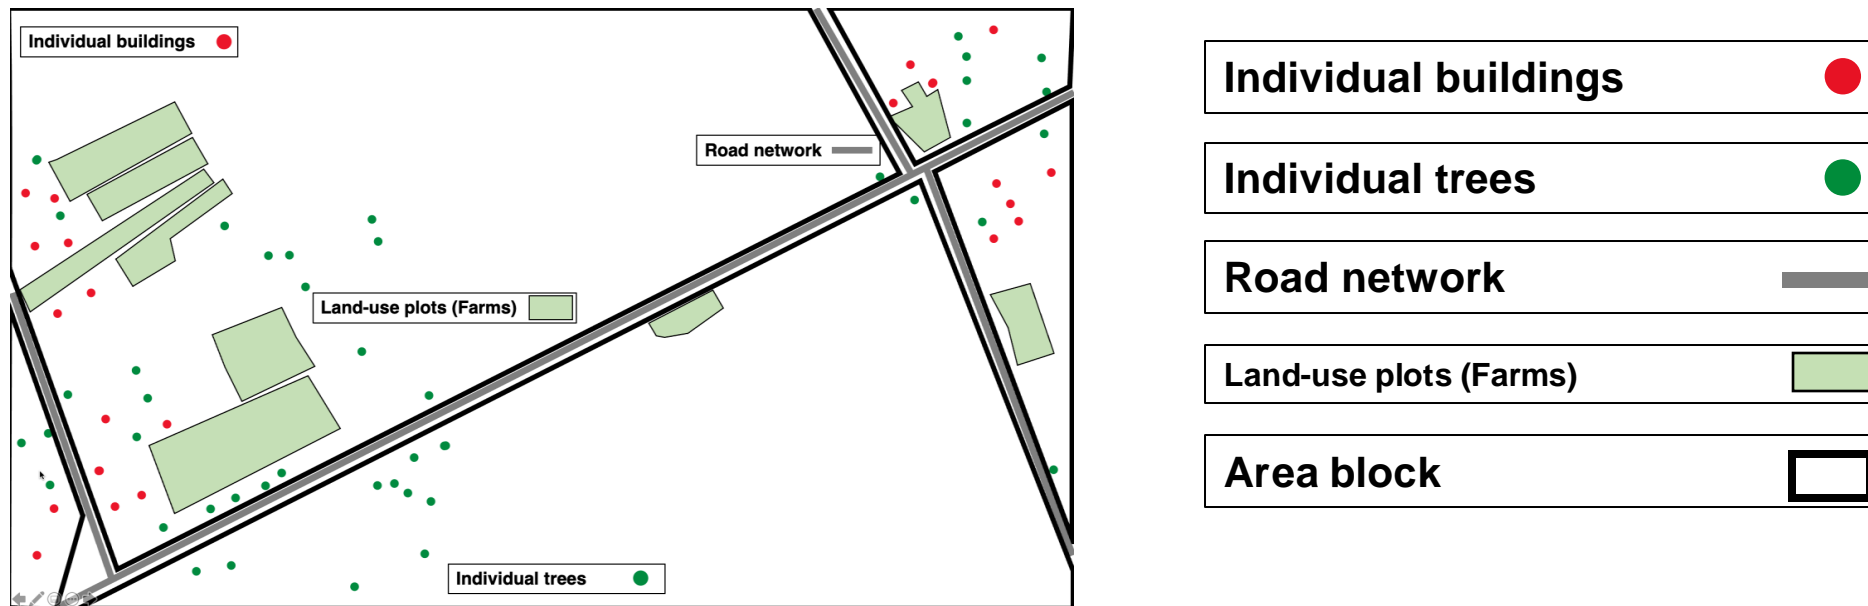 Individual buildings
Road network
Land-use plots (Farms)
Individual trees
Individual buildings
Individual trees
Road network
Land-use plots (Farms)
Area block